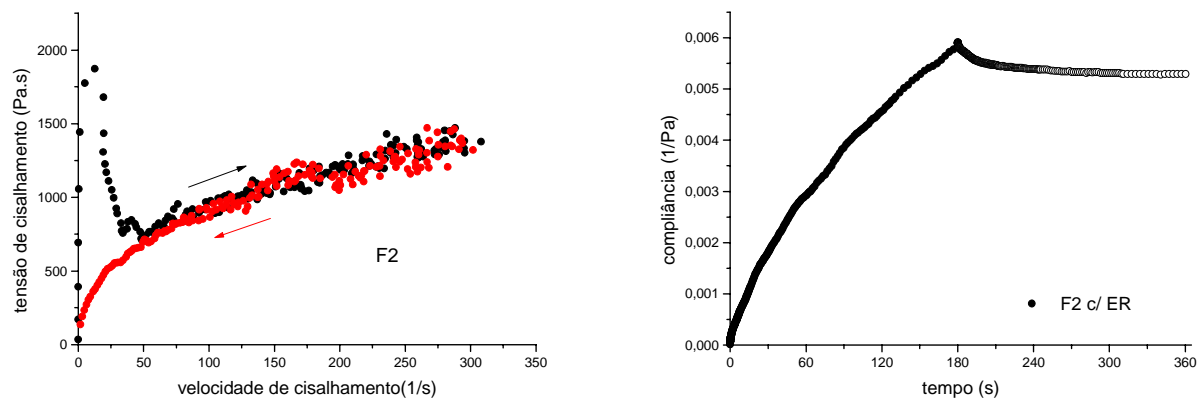 tensão de cisalhamento (Pa.s)
2000
1500
1000
500
0
F2
0 50 100 150 200 250 300 350
velocidade de cisalhamento(1/s)
compliância (1/Pa)
0,006
0,005
0,004
0,003
0,002
0,001
0,000
F2 c/ ER
0 60 120 180 240 300 360
tempo (s)